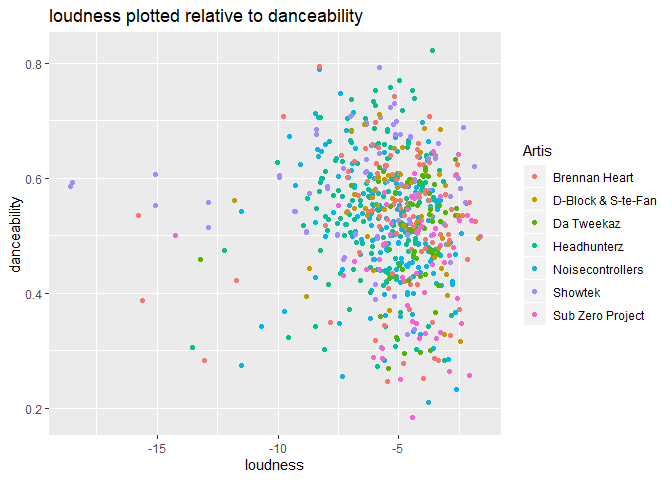 loudness plotted relative to danceability
0.8
0.6
0.4
0.2
danceability
-15
-10
-5
loudness
Artis
Brennan Heart
D-Block & S-te-Fan
Da Tweekaz
Headhunterz
Noisecontrollers
Showtek
Sub Zero Project